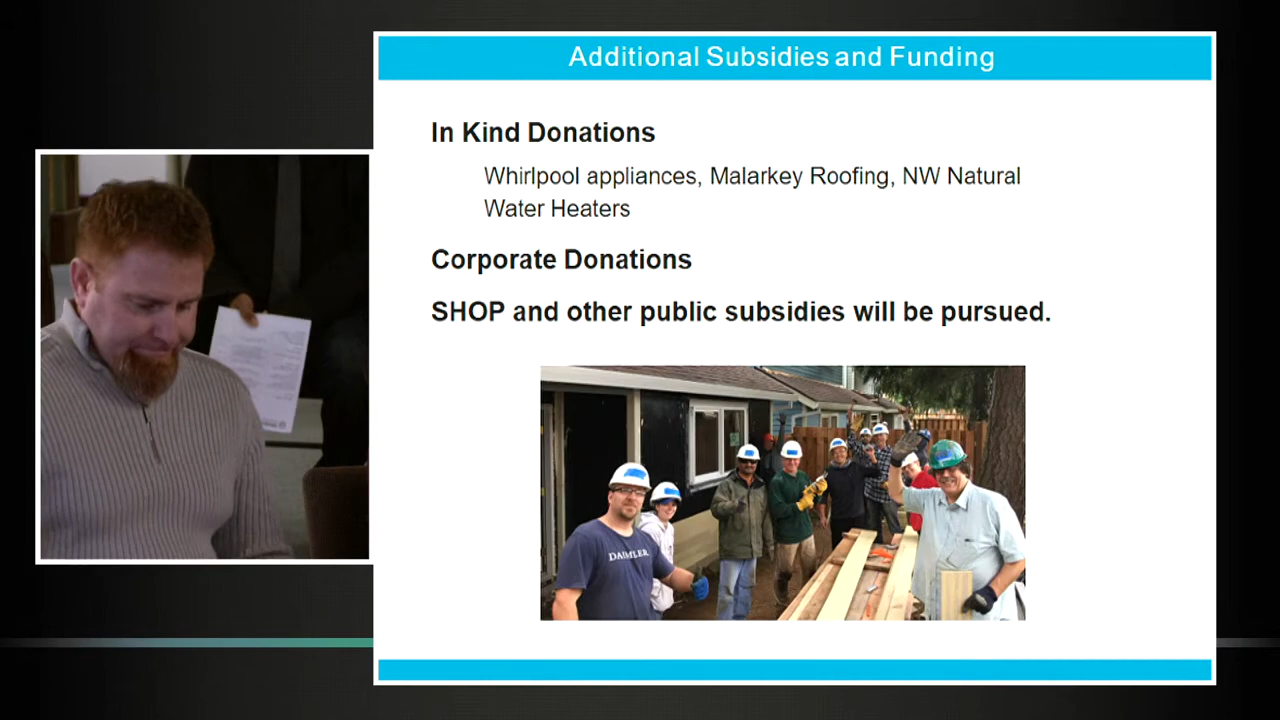 Additional Subsidies and Funding
In Kind Donations
Whirlpool appliances, Malarkey Roofing, NW Natural
Water Heaters
Corporate Donations
SHOP and other public subsidies will be pursued.
DAIMLER